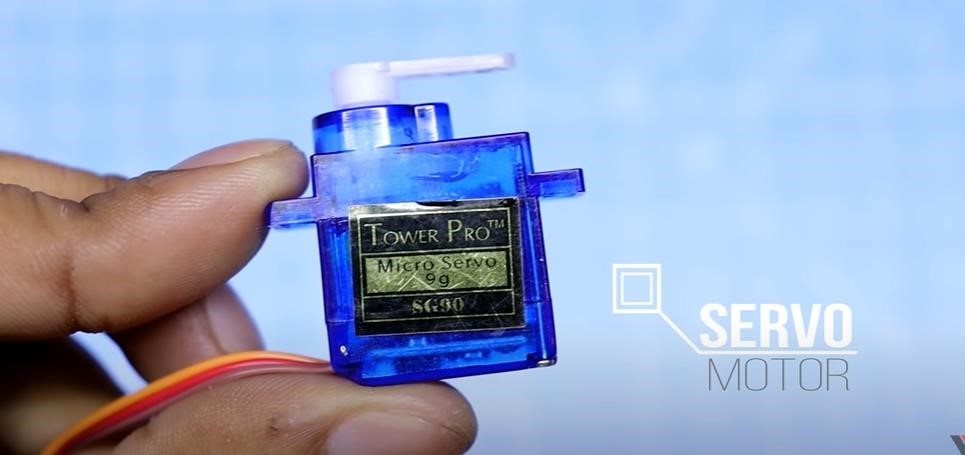 TOWER PRO™
Micro Servo
9g
SG90
SERVO
MOTOR